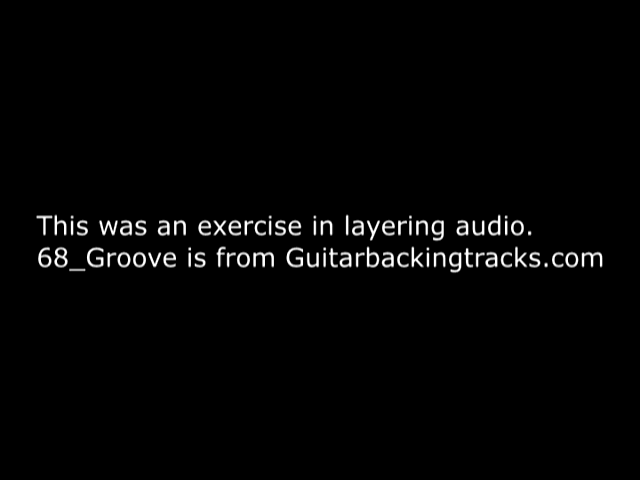 This was an exercise in layering audio.
68_Groove is from Guitarbackingtracks.com